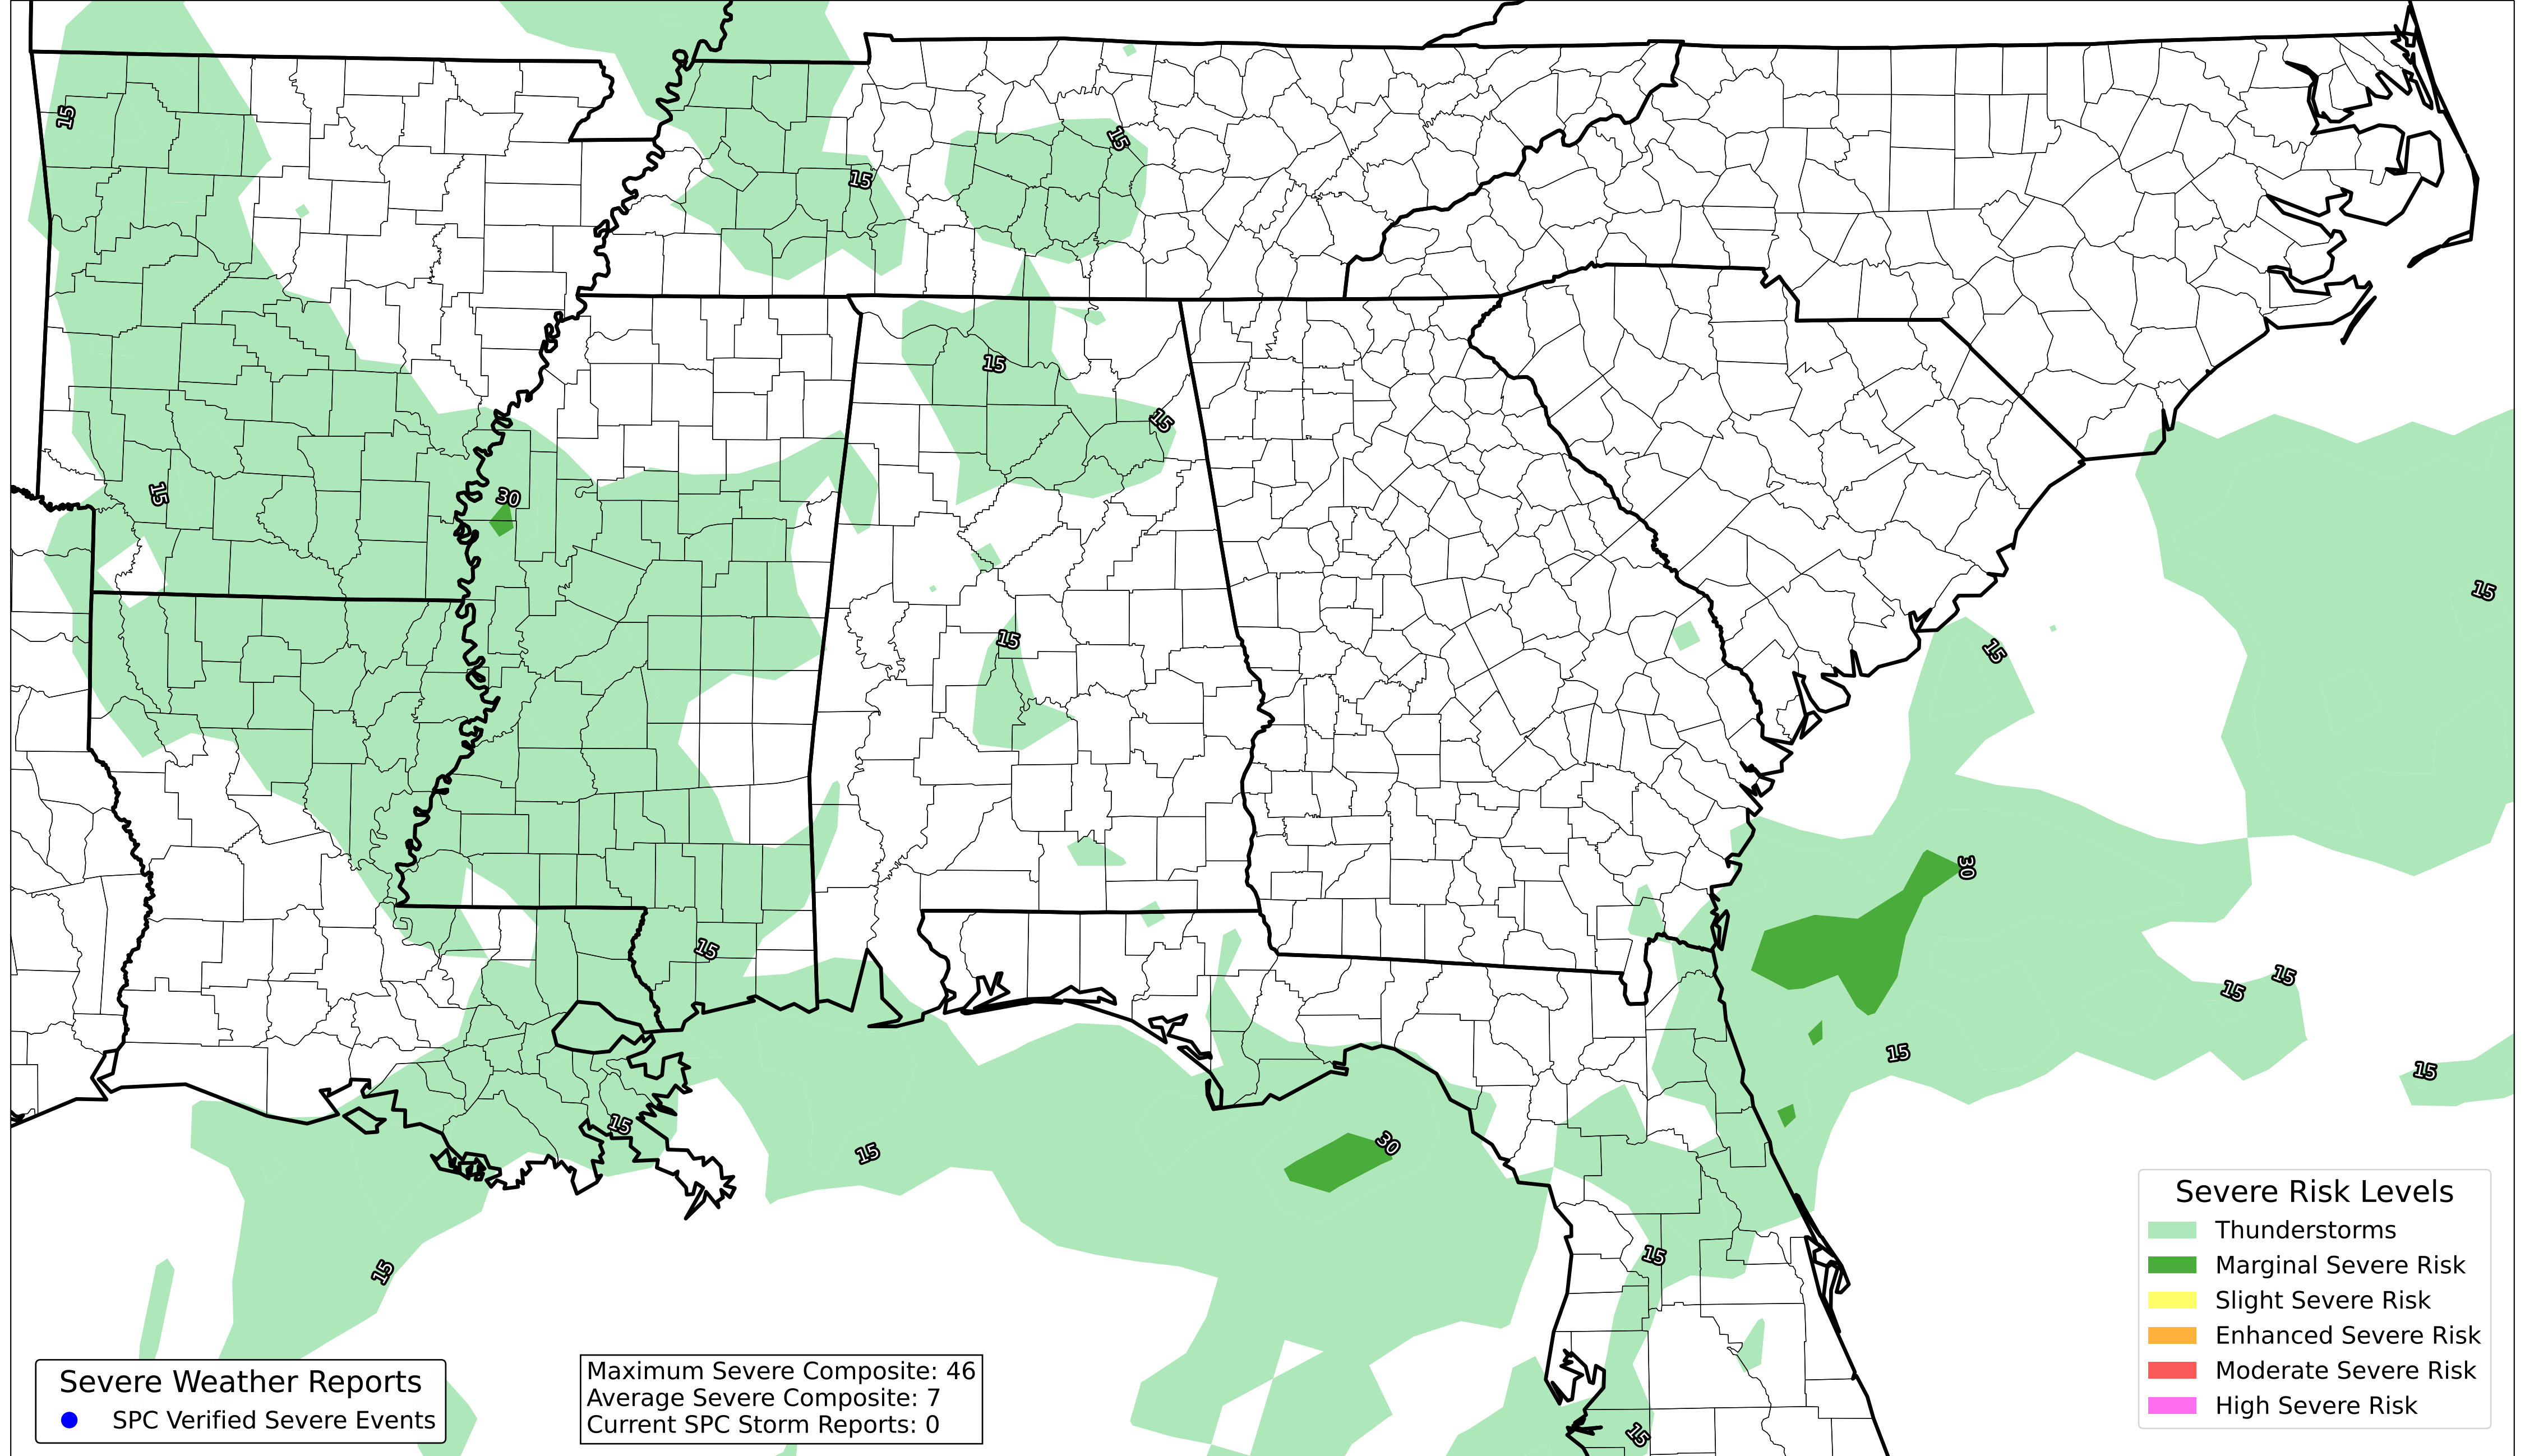 15
15
15
15
15
30
15
15
15
15
30
15
15
15
15
15
15
30
15
15
15
15
Severe Risk Levels
Thunderstorms
Marginal Severe Risk
Slight Severe Risk
Enhanced Severe Risk
Moderate Severe Risk
High Severe Risk
Severe Weather Reports
SPC Verified Severe Events
Maximum Severe Composite: 46
Average Severe Composite: 7
Current SPC Storm Reports: 0